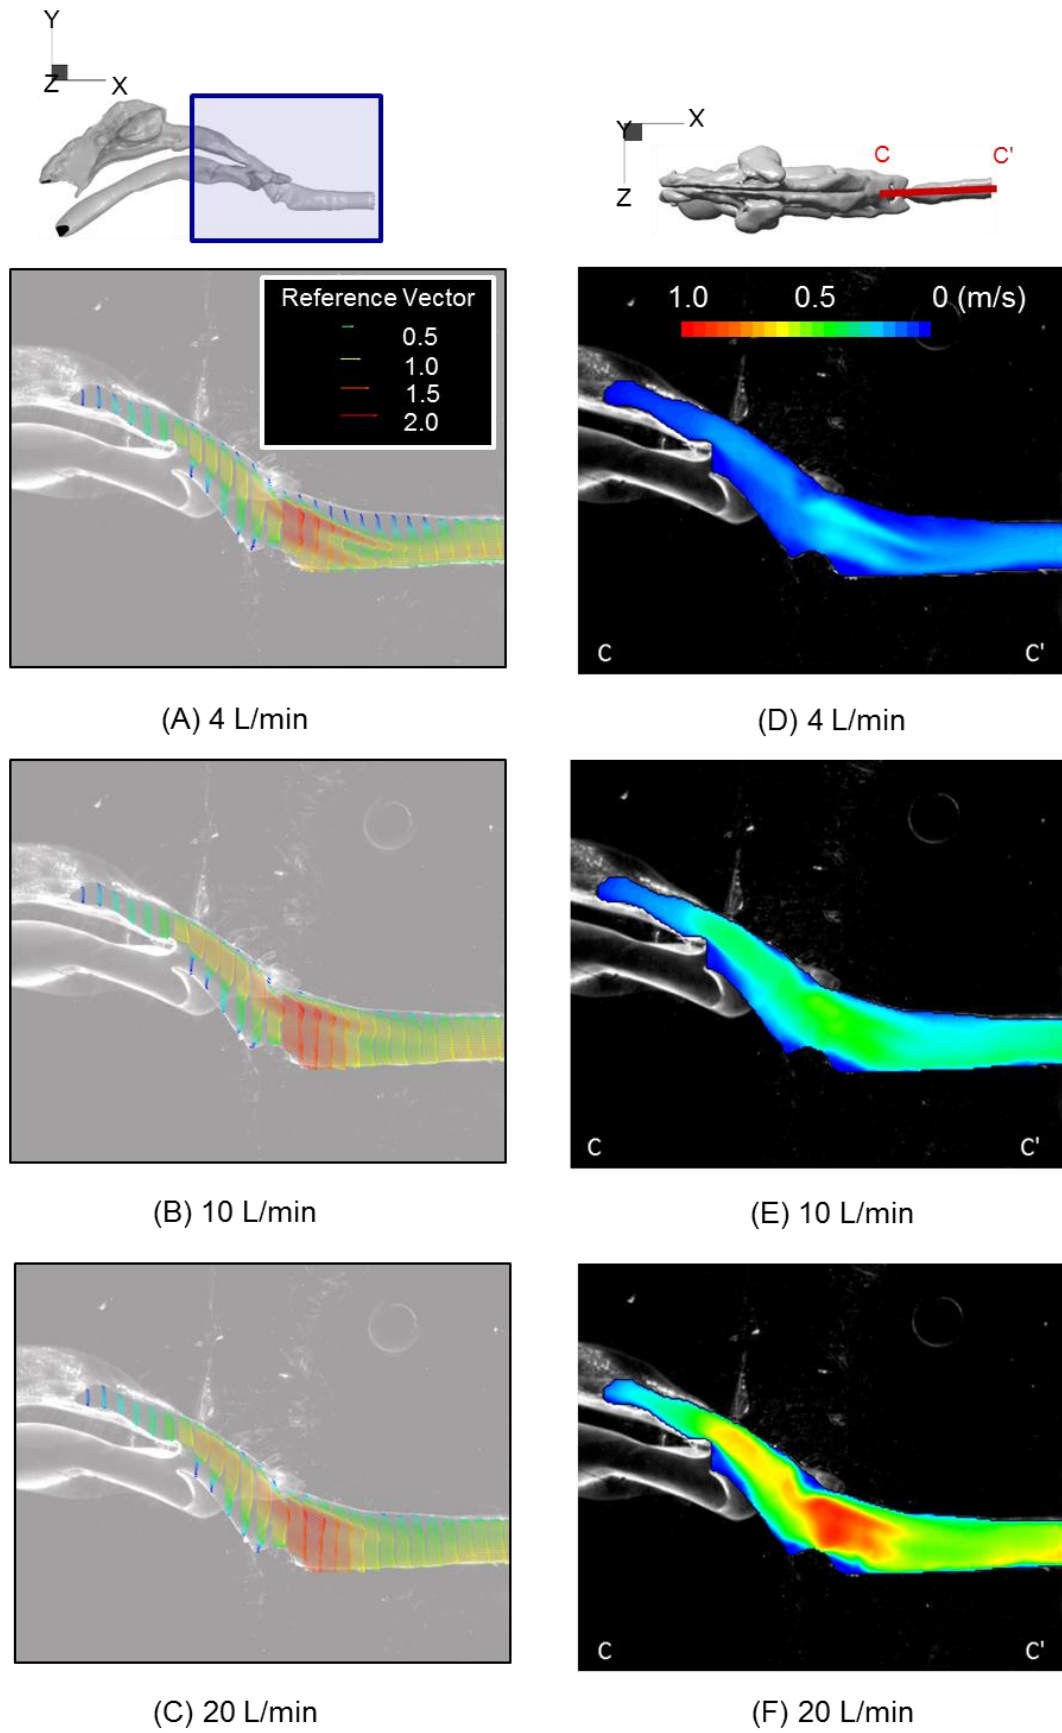 Y
Z X
Y X
Z
C C'
Reference Vector
0.5
1.0
1.5
2.0
1.0 0.5 0 (m/s)
C C'
(A) 4 L/min
(D) 4 L/min
C C'
(B) 10 L/min
(E) 10 L/min
C C'
(C) 20 L/min
(F) 20 L/min